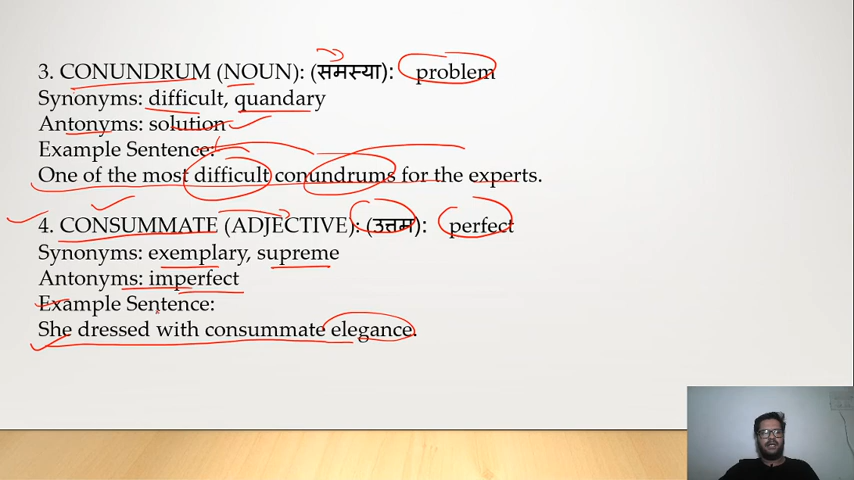 3. CONUNDRUM (NOUN): (समस्या): problem
Synonyms: difficult, quandary
Antonyms: solution
Example Sentence:
One of the most difficult conundrums for the experts.
4. CONSUMMATE (ADJECTIVE): (उत्तम): perfect
Synonyms: exemplary, supreme
Antonyms: imperfect
Example Sentence:
She dressed with consummate elegance.